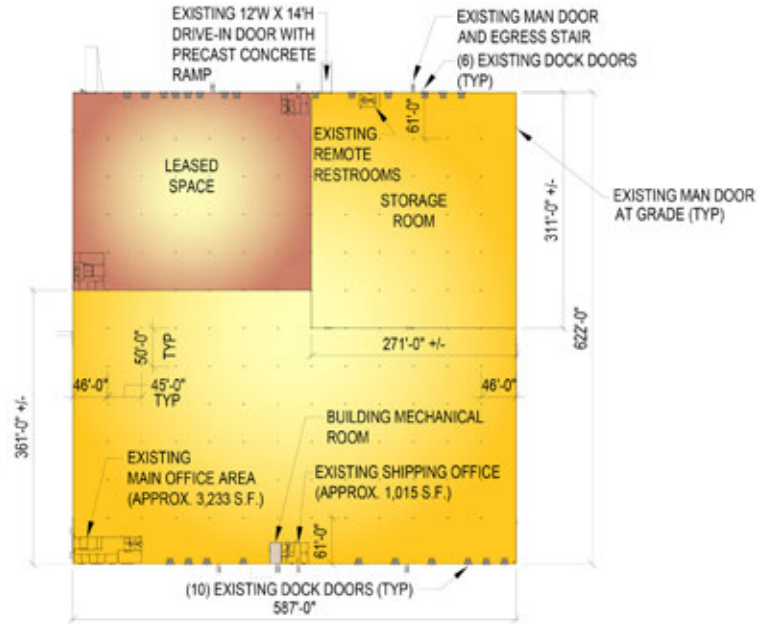 EXISTING 12'W X 14'H
DRIVE-IN DOOR WITH
PRECAST CONCRETE
RAMP
EXISTING MAN DOOR
AND EGRESS STAIR
(6) EXISTING DOCK DOORS
(TYP)
61'-0"
LEASED
SPACE
EXISTING
REMOTE
RESTROOMS
STORAGE
ROOM
EXISTING MAN DOOR
AT GRADE (TYP)
311'-0" +/-
622'-0"
271'-0" +/-
50'-0"
TYP
46'-0"
45'-0"
TYP
46'-0"
361'-0" +/-
BUILDING MECHANICAL
ROOM
EXISTING
MAIN OFFICE AREA
(APPROX. 3,233 S.F.)
EXISTING SHIPPING OFFICE
(APPROX. 1,015 S.F.)
61'-0"
(10) EXISTING DOCK DOORS (TYP)
587'-0"